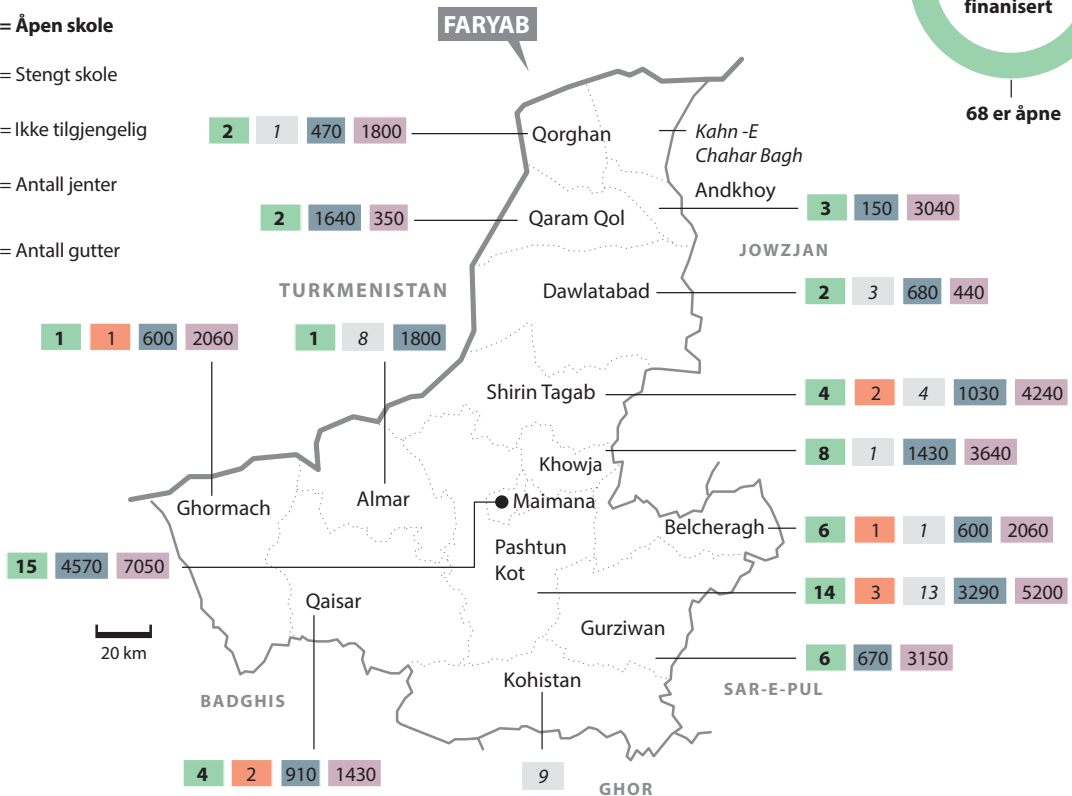 = Åpen skole
= Stengt skole
= Ikke tilgjengelig
= Antall jenter
= Antall gutter
FARYAB
finanisert
68 er åpne
2 1 470 1800
Qorghan
Kahn -E
Chahar Bagh
Andkhoy
3 150 3040
2 1640 350
Qaram Qol
JOWZJAN
TURKMENISTAN
Dawlatabad
2 3 680 440
1 1 600 2060
1 8 1800
Shirin Tagab
4 2 4 1030 4240
Khowja
8 1 1430 3640
Ghormach
Almar
Maimana
Belcheragh
6 1 1 600 2060
15 4570 7050
Pashtun
Kot
14 3 13 3290 5200
Qaisar
20 km
Gurziwan
6 670 3150
Kohistan
SAR-E-PUL
BADGHIS
4 2 910 1430
9
GHOR